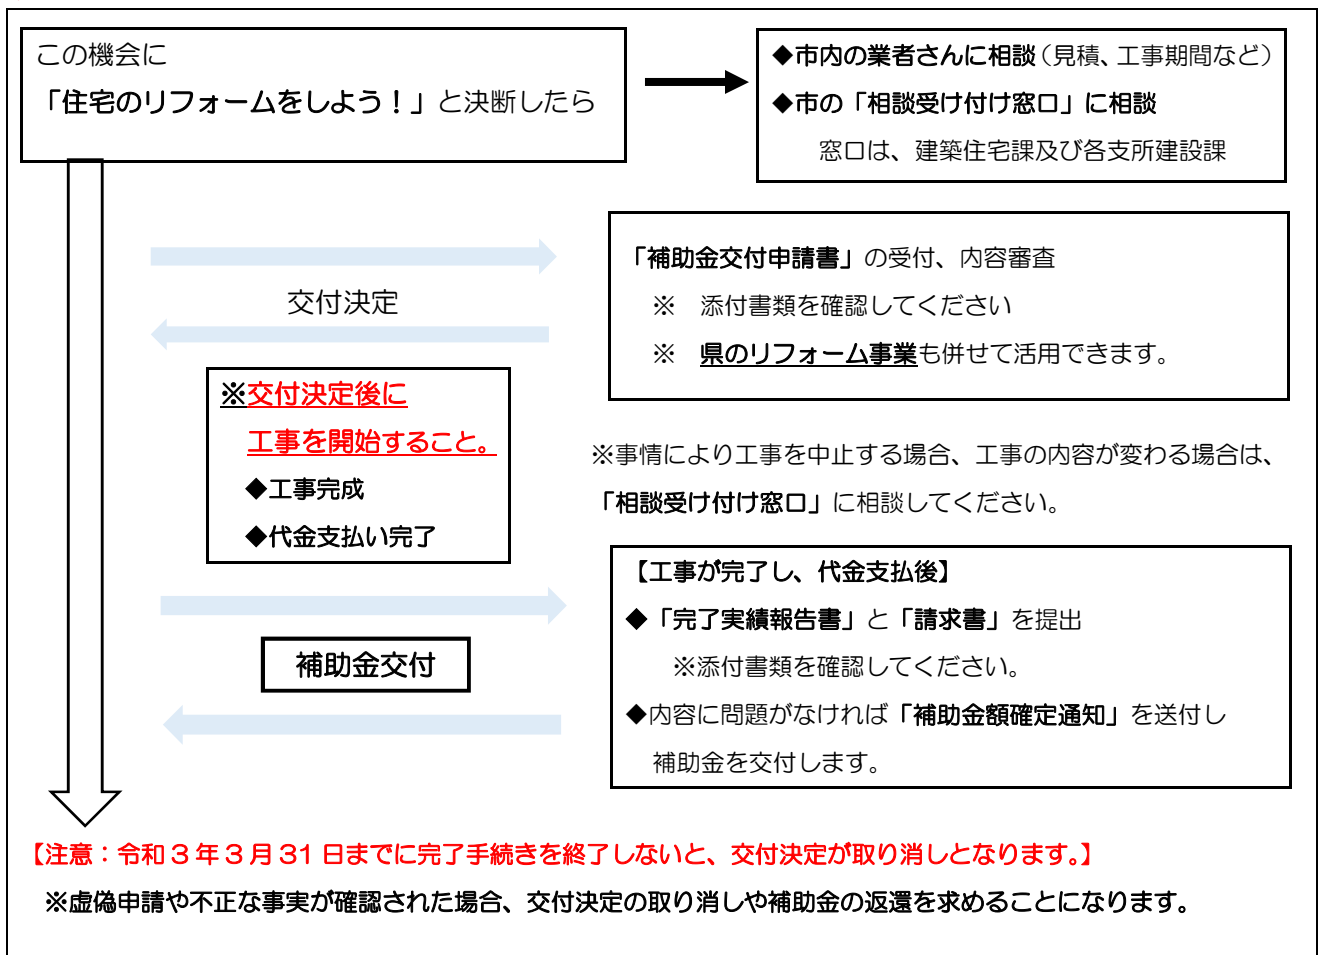 この機会に
「住宅のリフォームをしよう！」と決断したら
◆市内の業者さんに相談（見積、工事期間など）
◆市の「相談受け付け窓口」に相談
窓口は、建築住宅課及び各支所建設課
「補助金交付申請書」の受付、内容審査
※　添付書類を確認してください
※　県のリフォーム事業も併せて活用できます。
交付決定
※交付決定後に
工事を開始すること。
◆工事完成
◆代金支払い完了
※事情により工事を中止する場合、工事の内容が変わる場合は、
「相談受け付け窓口」に相談してください。
【工事が完了し、代金支払後】
◆「完了実績報告書」と「請求書」を提出
※添付書類を確認してください。
◆内容に問題がなければ「補助金額確定通知」を送付し
補助金を交付します。
補助金交付
【注意：令和３年３月31日までに完了手続きを終了しないと、交付決定が取り消しとなります。】
※虚偽申請や不正な事実が確認された場合、交付決定の取り消しや補助金の返還を求めることになります。